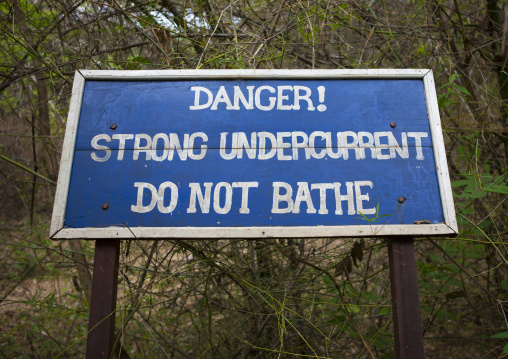 DANGER!
STRONG UNDERCURRENT
DO NOT BATHE